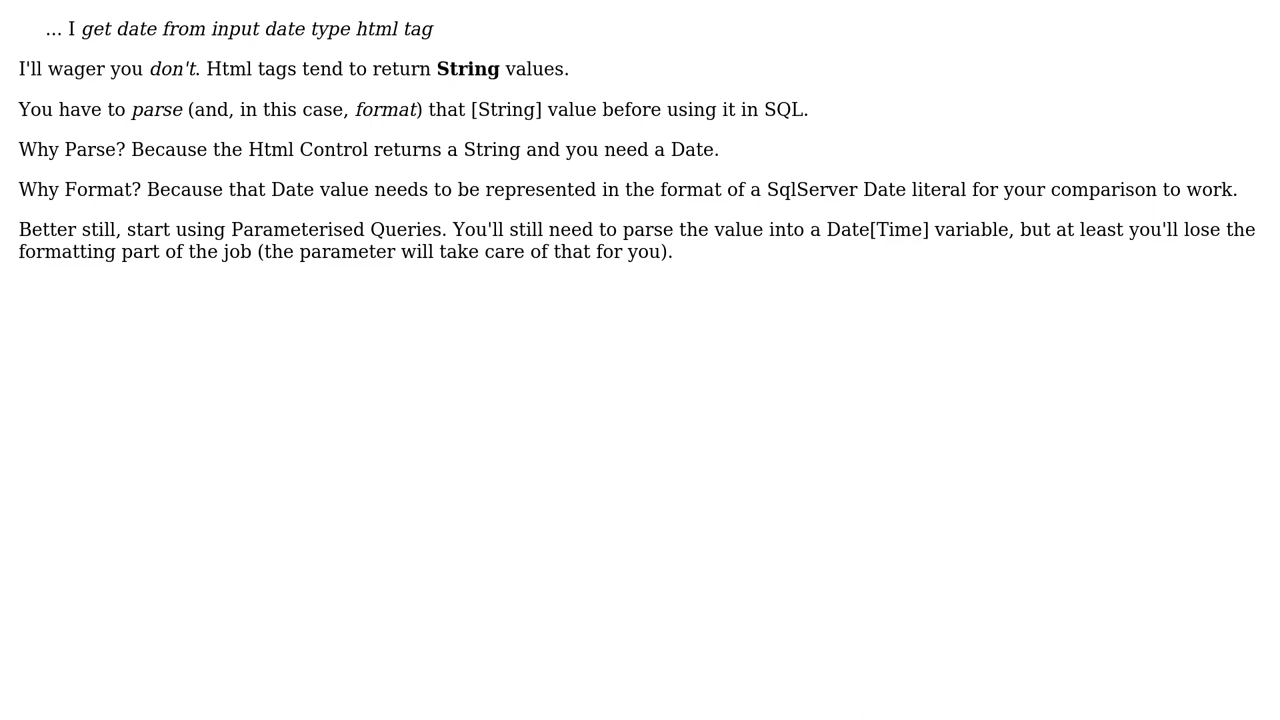 ... I get date from input date type html tag
I'll wager you don't. Html tags tend to return String values.
You have to parse (and, in this case, format) that [String] value before using it in SQL.
Why Parse? Because the Html Control returns a String and you need a Date.
Why Format? Because that Date value needs to be represented in the format of a SqlServer Date literal for your comparison to work.
Better still, start using Parameterised Queries. You'll still need to parse the value into a Date[Time] variable, but at least you'll lose the
formatting part of the job (the parameter will take care of that for you).